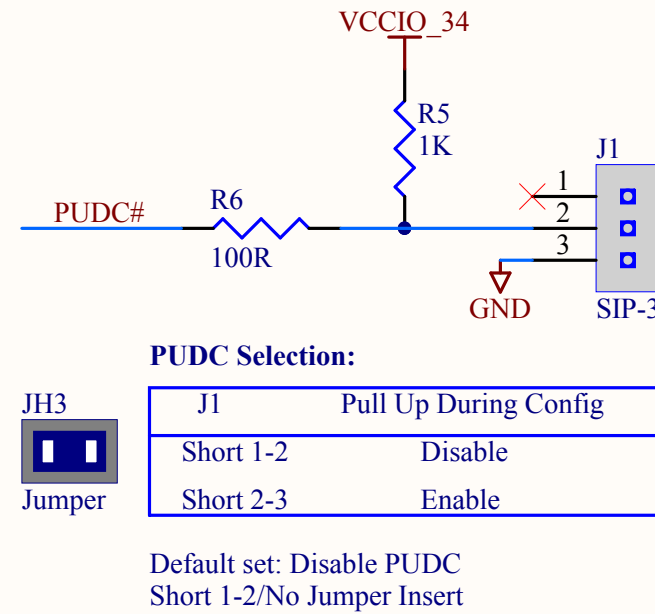 VCCIO_34
R5
1K
J1
1
2
3
PUDC#
R6
100R
GND
SIP-3
PUDC Selection:
JH3
Jumper
J1 Pull Up During Config
Short 1-2 Disable
Short 2-3 Enable
Default set: Disable PUDC
Short 1-2/No Jumper Insert